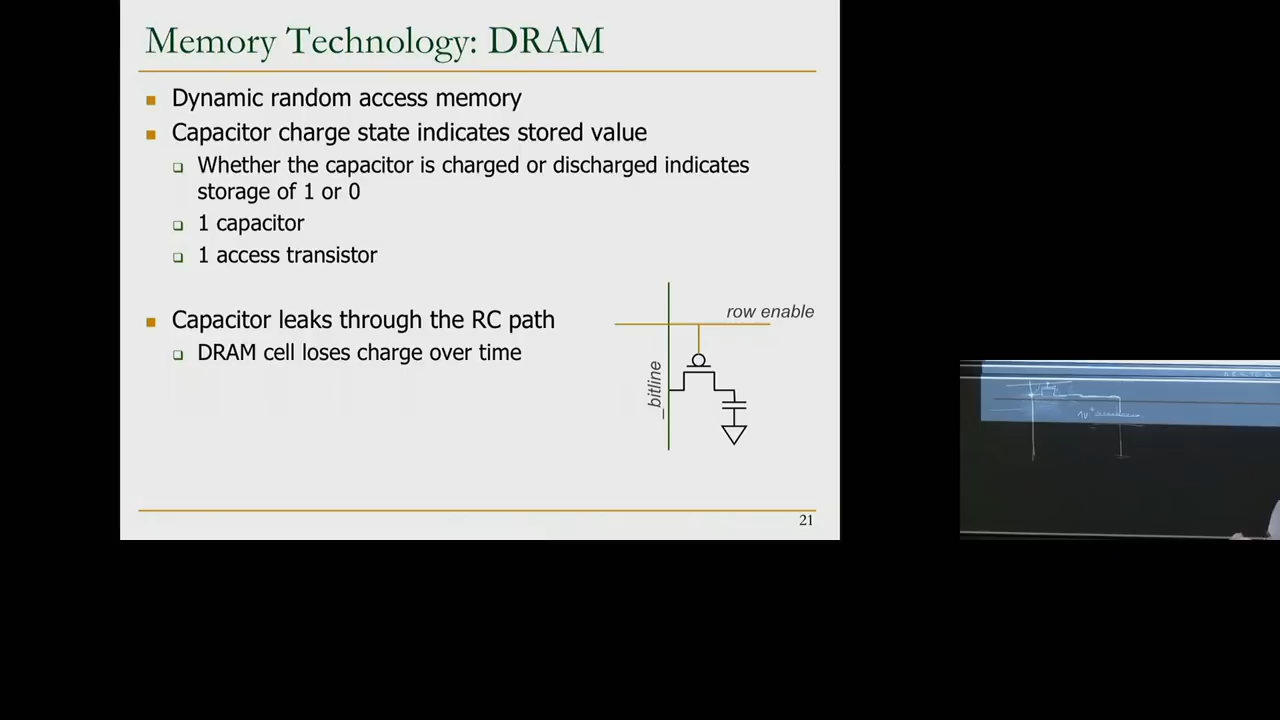 Memory Technology: DRAM
Dynamic random access memory
Capacitor charge state indicates stored value
Whether the capacitor is charged or discharged indicates
storage of 1 or 0
1 capacitor
1 access transistor
Capacitor leaks through the RC path
DRAM cell loses charge over time
row enable
_bitline
21